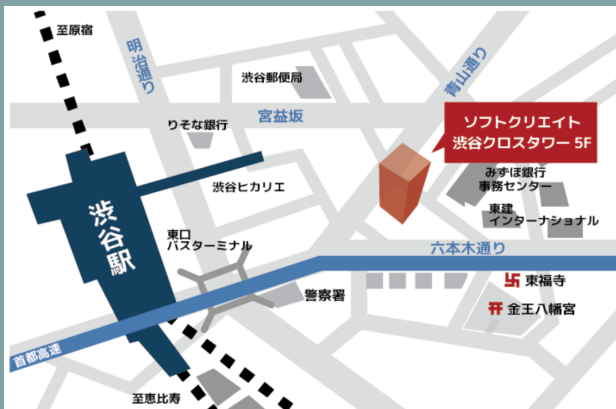 至原宿
明治通り
渋谷郵便局
青山通り
りそな銀行
宮益坂
ソフトクリエイト
渋谷クロスタワー 5F
渋谷ヒカリエ
みずほ銀行
事務センター
東建
インターナショナル
渋谷駅
東口
バスターミナル
六本木通り
警察署
東福寺
金王八幡宮
首都高速
至恵比寿